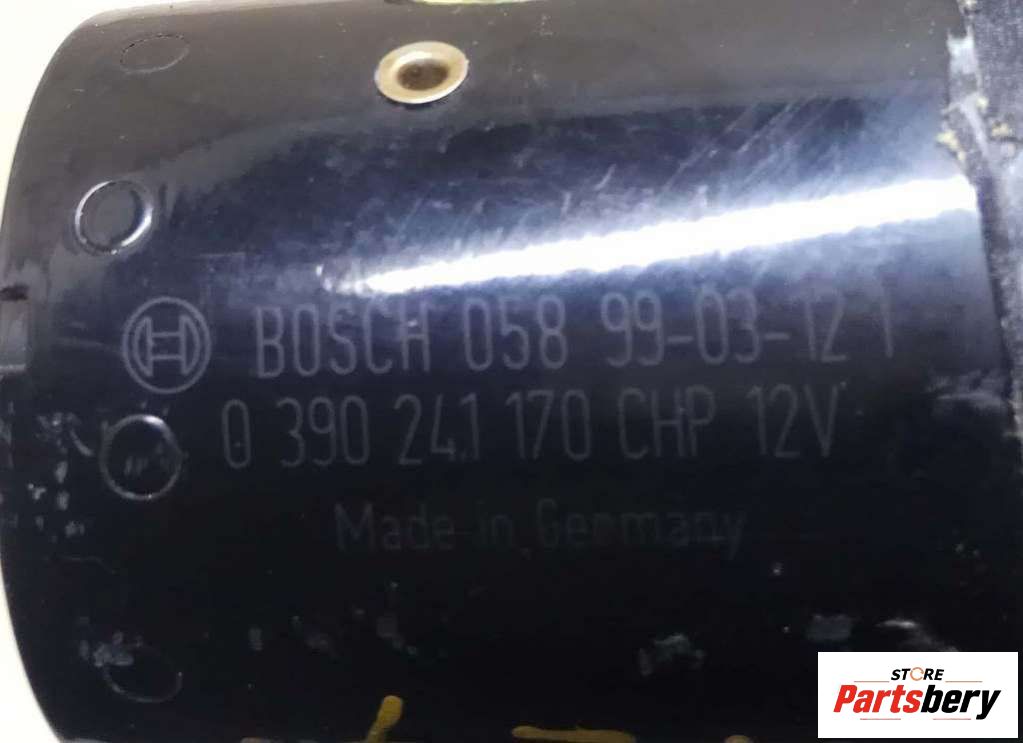 BOSCH 058 99-03-12 1
0 390 241 170 CHP 12V
Made in Germany
STORE
Partsbery